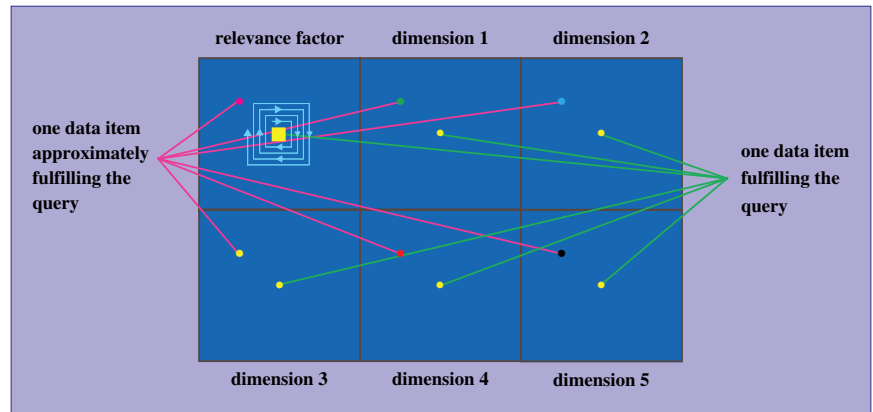 relevance factor
dimension 1
dimension 2
one data item
approximately
fulfilling the
query
one data item
fulfilling the
query
dimension 3
dimension 4
dimension 5